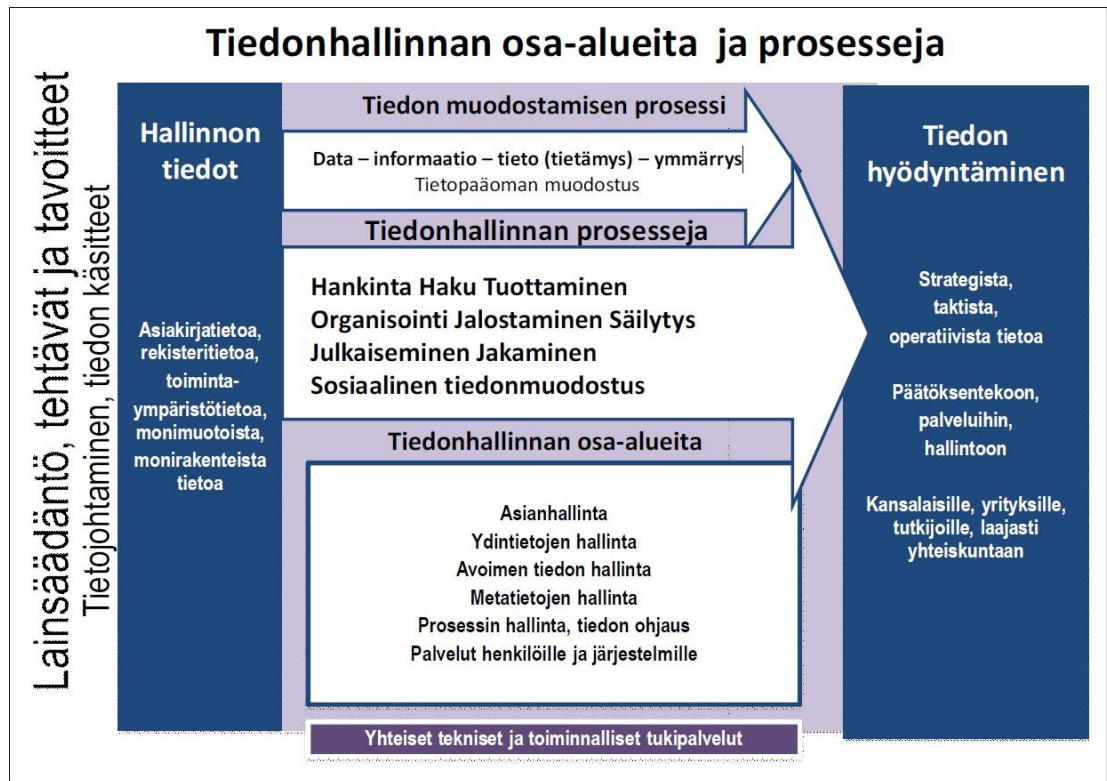 Tiedonhallinnan osa-alueita ja prosesseja
Lainsäädäntö, tehtävät ja tavoitteet
Tietojohtaminen, tiedon käsitteet
Hallinnon
tiedot
Asiakirjatietoa,
rekisteritietoa,
toiminta-
ympäristötietoa,
monimuotoista,
monirakenteista
tietoa
Tiedon muodostamisen prosessi
Data – informaatio – tieto (tietämys) – ymmärrys
Tietopaäoman muodostus
Tiedonhallinnan prosesseja
Hankinta Haku Tuottaminen
Organisointi Jalostaminen Säilytys
Julkaiseminen Jakaminen
Sosiaalinen tiedonmuodostus
Tiedonhallinnan osa-alueita
Asianhallinta
Ydintietojen hallinta
Avoimen tiedon hallinta
Metatietojen hallinta
Prosessin hallinta, tiedon ohjaus
Palvelut henkilöille ja järjestelmille
Yhteiset tekniset ja toiminnalliset tukipalvelut
Tiedon
hyödyntäminen
Strategista,
taktista,
operatiivista tietoa
Päätöksentekoon,
palveluihin,
hallintoon
Kansalaisille, yrityksille,
tutkijoille, laajasti
yhteiskuntaan